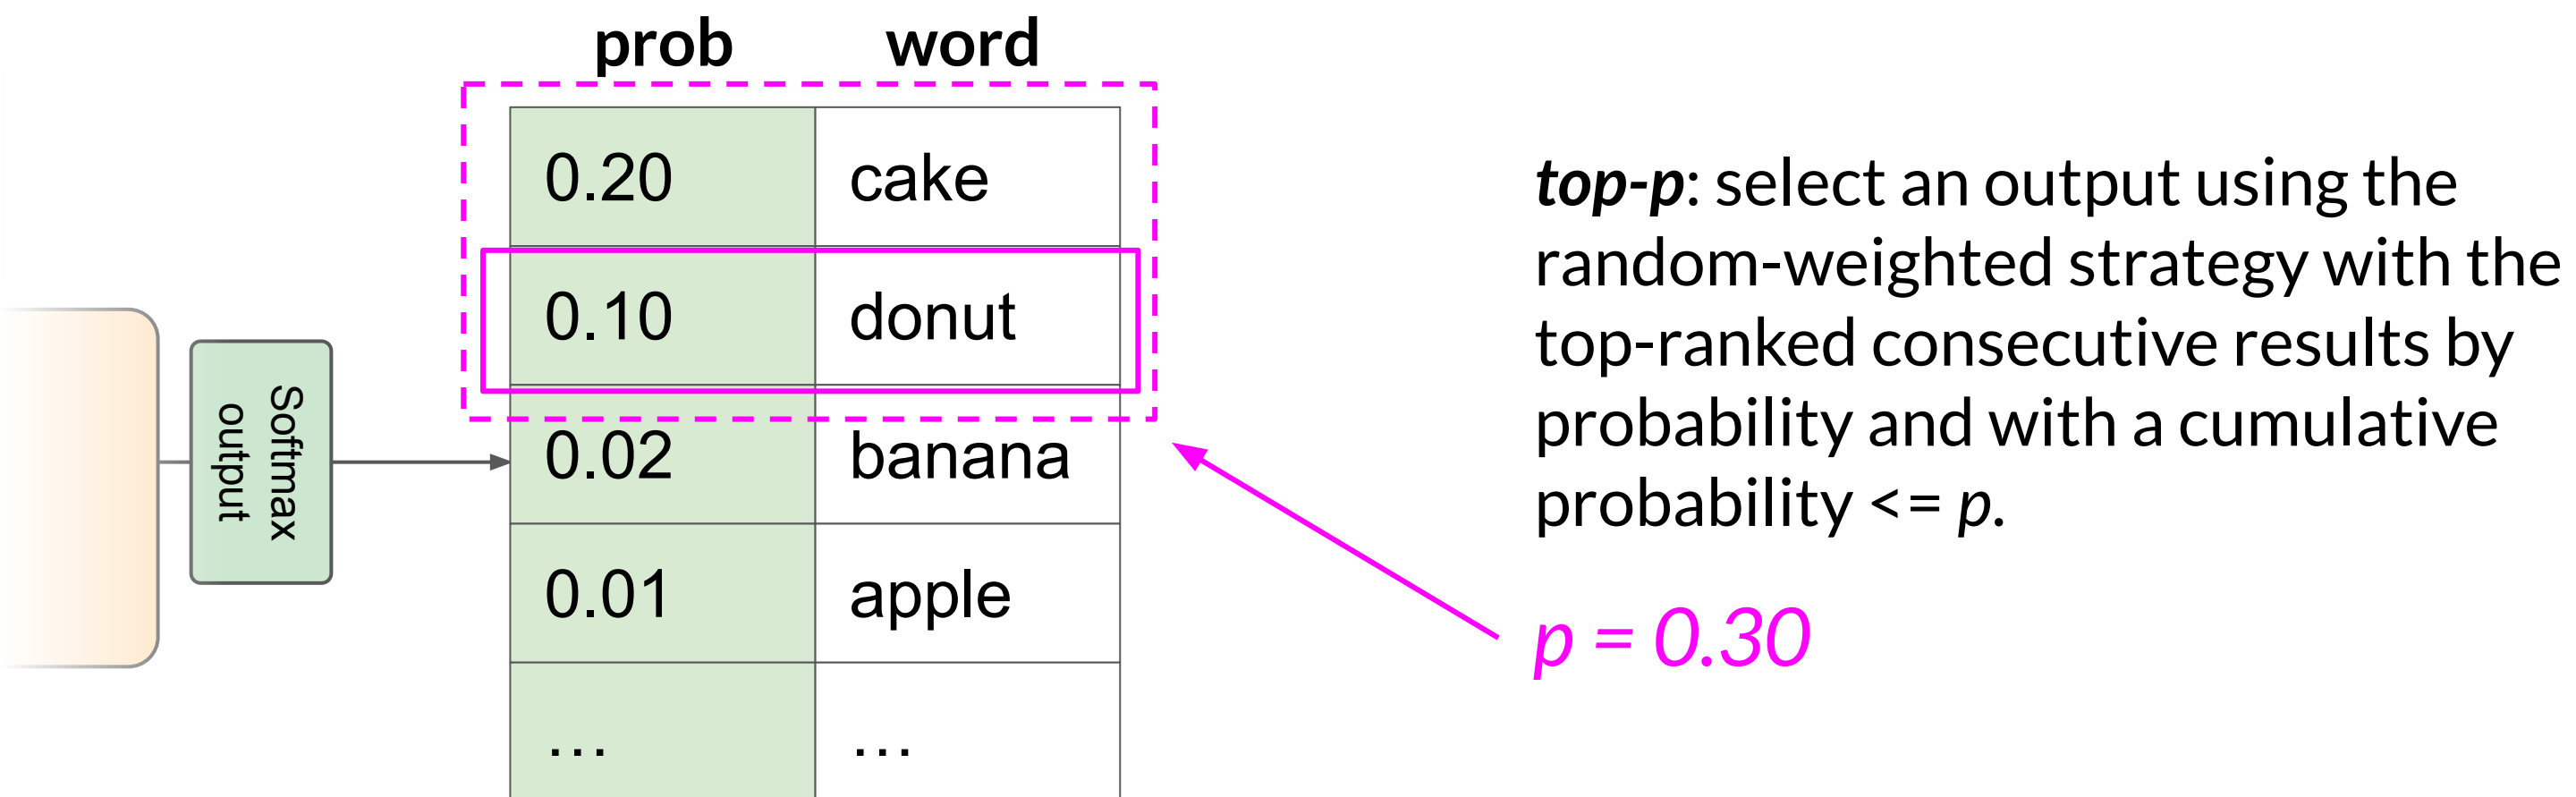 prob word
0.20 cake
0.10 donut
0.02 banana
0.01 apple
… …
Softmax
output
top-p: select an output using the
random-weighted strategy with the
top-ranked consecutive results by
probability and with a cumulative
probability <= p.
p = 0.30